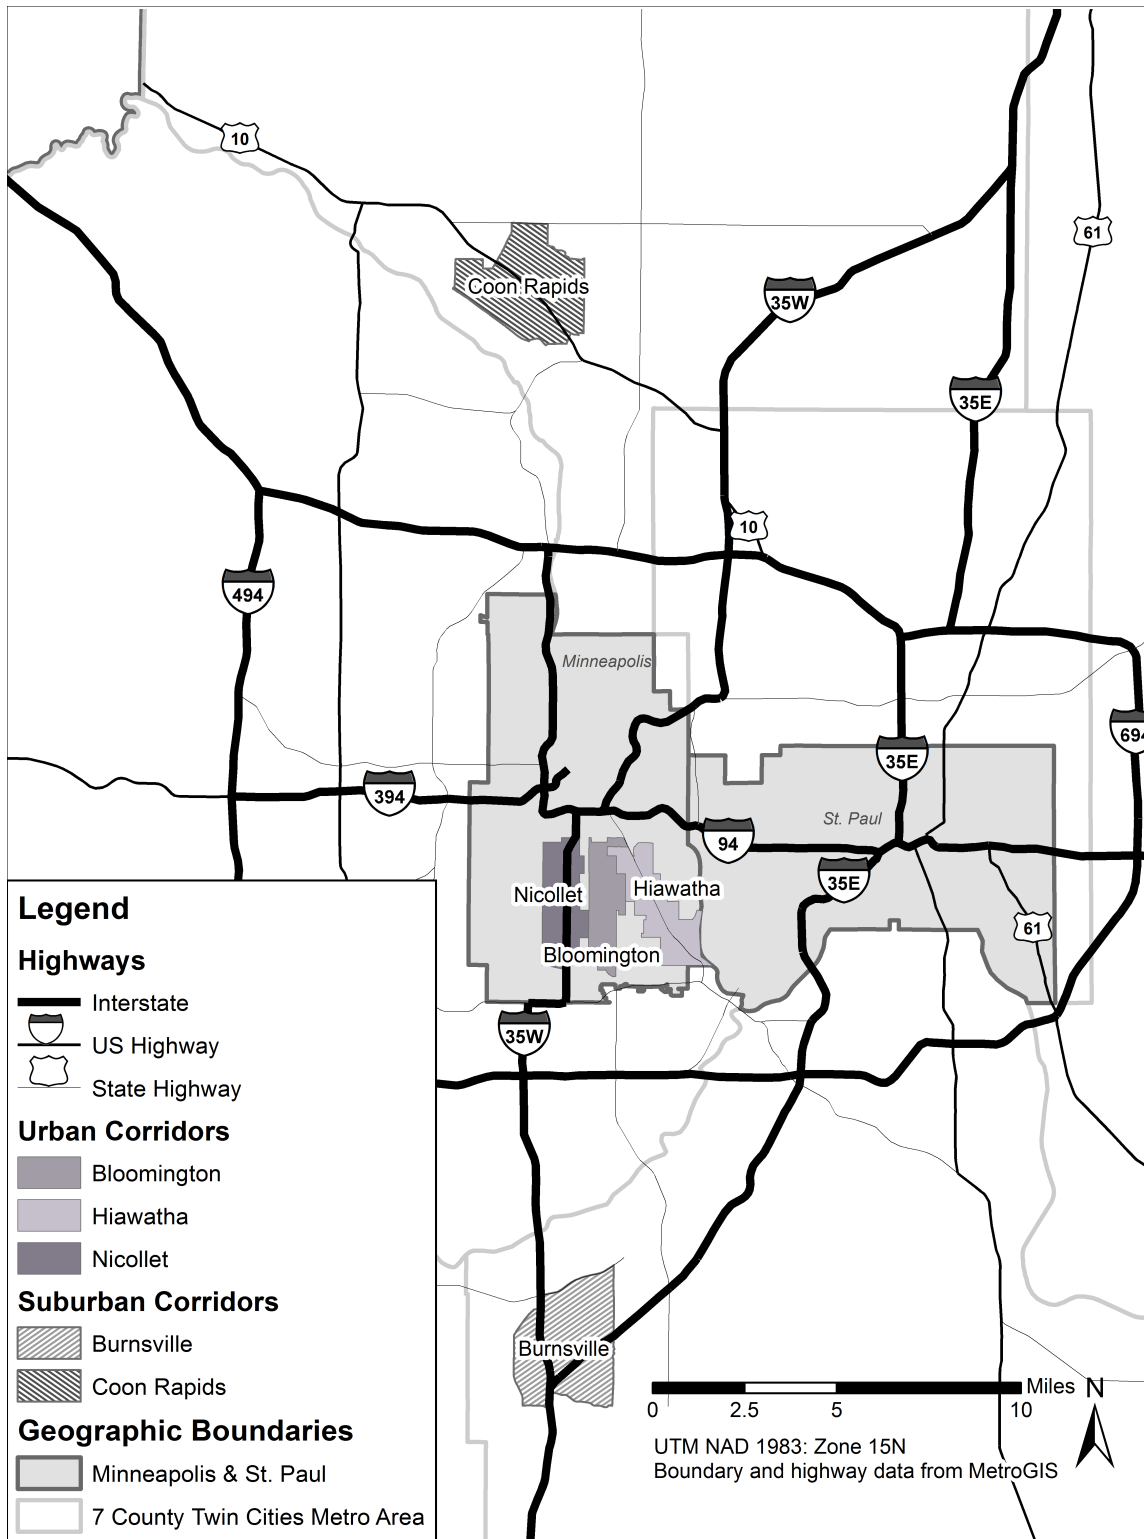 10
61
Coon Rapids
35W
35E
10
494
Minneapolis
694
35E
394
St. Paul
94
35E
Nicollet
Hiawatha
61
Bloomington
35W
Burnsville
Legend
Highways
Interstate
US Highway
State Highway
Urban Corridors
Bloomington
Hiawatha
Nicollet
Suburban Corridors
Burnsville
Coon Rapids
Geographic Boundaries
Minneapolis & St. Paul
7 County Twin Cities Metro Area
Miles N
0 2.5 5 10
UTM NAD 1983: Zone 15N
Boundary and highway data from MetroGIS